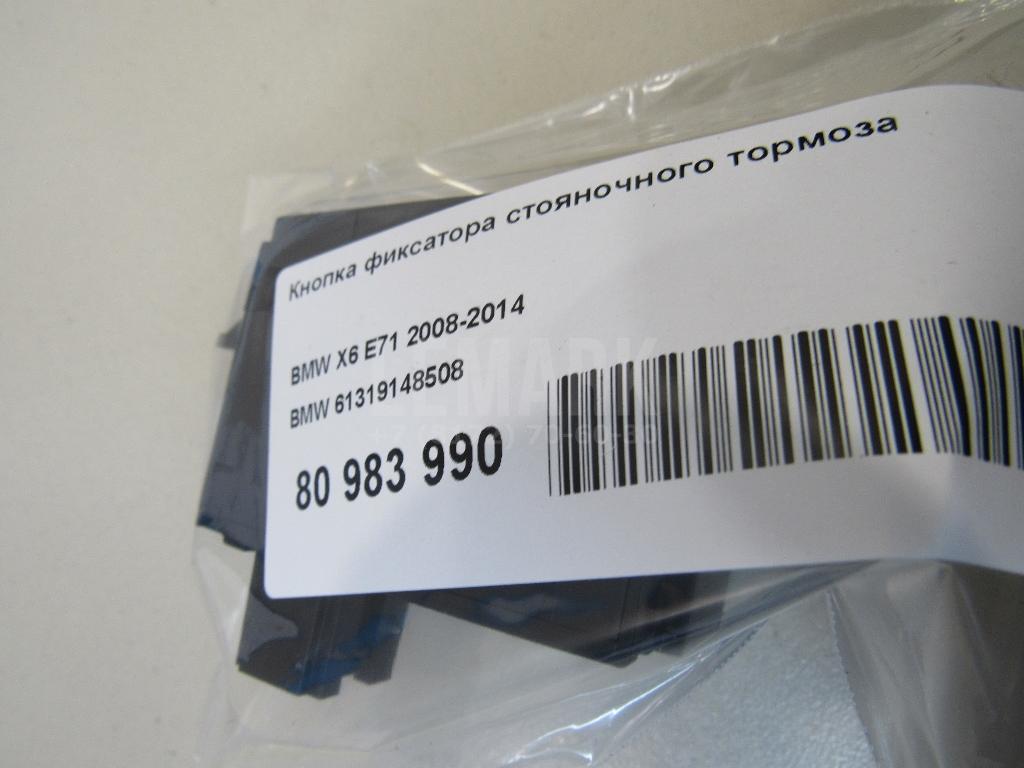 Кнопка фиксатора стояночного тормоза
BMW X6 E71 2008-2014
BMW 61319148508
80 983 990